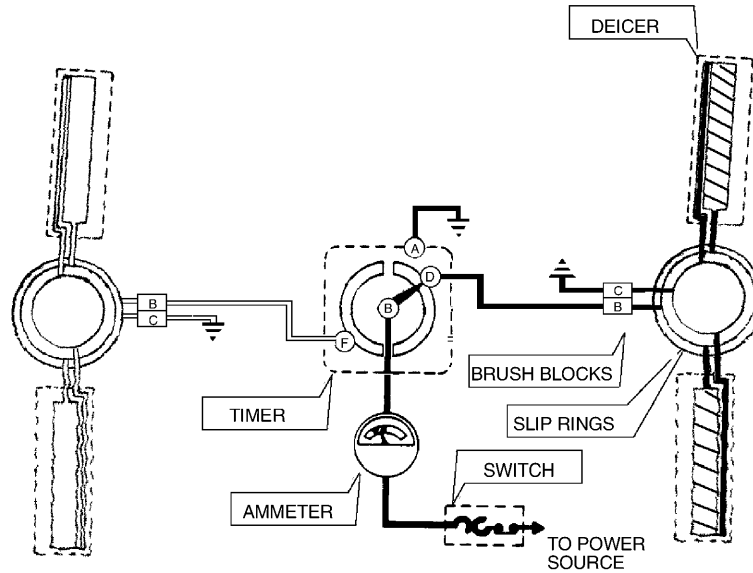 DEICER
A
D
C
B
B
B
C
F
BRUSH BLOCKS
TIMER
SLIP RINGS
SWITCH
AMMETER
TO POWER
SOURCE